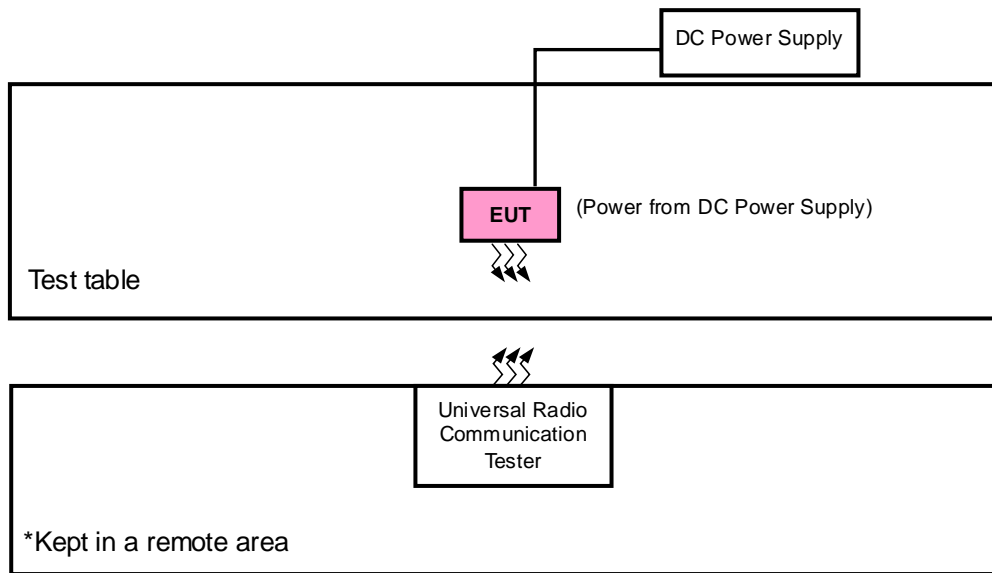 DC Power Supply
EUT
(Power from DC Power Supply)
Test table
Universal Radio
Communication
Tester
*Kept in a remote area